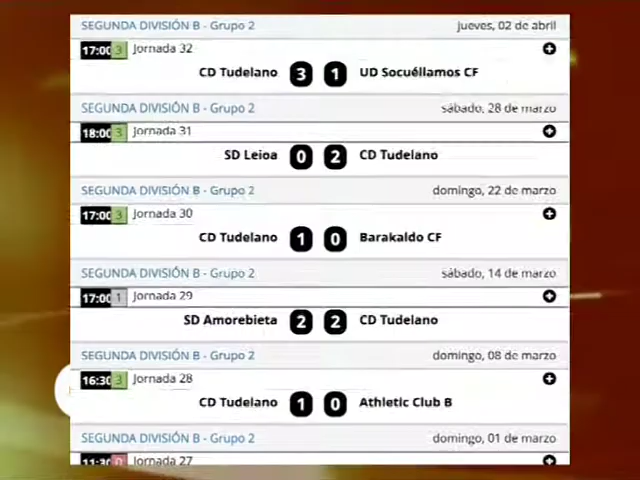 SEGUNDA DIVISIÓN B - Grupo 2 jueves, 02 de abril
17:00 3 Jornada 32
CD Tudelano 3 1 UD Socuéllamos CF
SEGUNDA DIVISIÓN B - Grupo 2 sábado, 28 de marzo
18:00 3 Jornada 31
SD Leioa 0 2 CD Tudelano
SEGUNDA DIVISIÓN B - Grupo 2 domingo, 22 de marzo
17:00 3 Jornada 30
CD Tudelano 1 0 Barakaldo CF
SEGUNDA DIVISIÓN B - Grupo 2 sábado, 14 de marzo
17:00 1 Jornada 29
SD Amorebieta 2 2 CD Tudelano
SEGUNDA DIVISIÓN B - Grupo 2 domingo, 08 de marzo
16:30 3 Jornada 28
CD Tudelano 1 0 Athletic Club B
SEGUNDA DIVISIÓN B - Grupo 2 domingo, 01 de marzo
11:30 0 Jornada 27